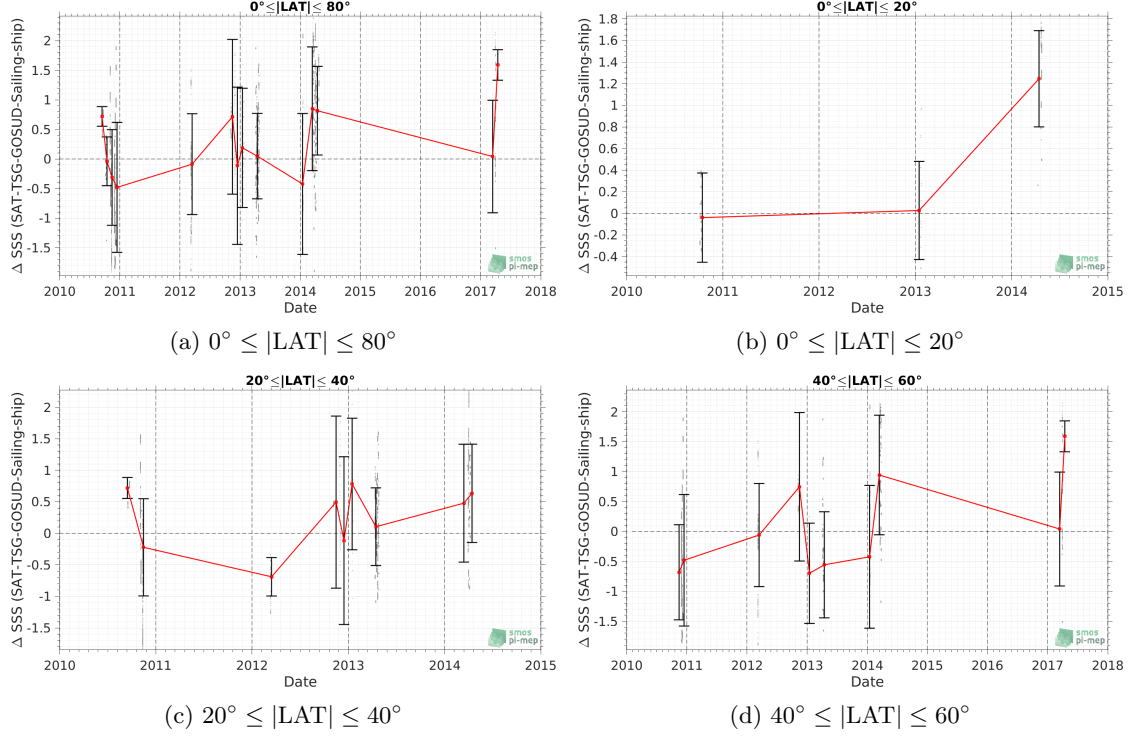 0°≤|LAT|≤ 80°
Δ SSS (SAT-TSG-GOSUD-Sailing-ship)
2
1.5
1
0.5
0
-0.5
-1
-1.5
2010 2011 2012 2013 2014 2015 2016 2017 2018
Date
smos
pi-mep
(a) 0° ≤ |LAT| ≤ 80°
0°≤|LAT|≤ 20°
Δ SSS (SAT-TSG-GOSUD-Sailing-ship)
1.8
1.6
1.4
1.2
1
0.8
0.6
0.4
0.2
0
-0.2
-0.4
2010 2011 2012 2013 2014 2015
Date
smos
pi-mep
(b) 0° ≤ |LAT| ≤ 20°
20°≤|LAT|≤ 40°
Δ SSS (SAT-TSG-GOSUD-Sailing-ship)
2
1.5
1
0.5
0
-0.5
-1
-1.5
2010 2011 2012 2013 2014 2015
Date
smos
pi-mep
(c) 20° ≤ |LAT| ≤ 40°
40°≤|LAT|≤ 60°
Δ SSS (SAT-TSG-GOSUD-Sailing-ship)
2
1.5
1
0.5
0
-0.5
-1
-1.5
2010 2011 2012 2013 2014 2015 2016 2017 2018
Date
smos
pi-mep
(d) 40° ≤ |LAT| ≤ 60°